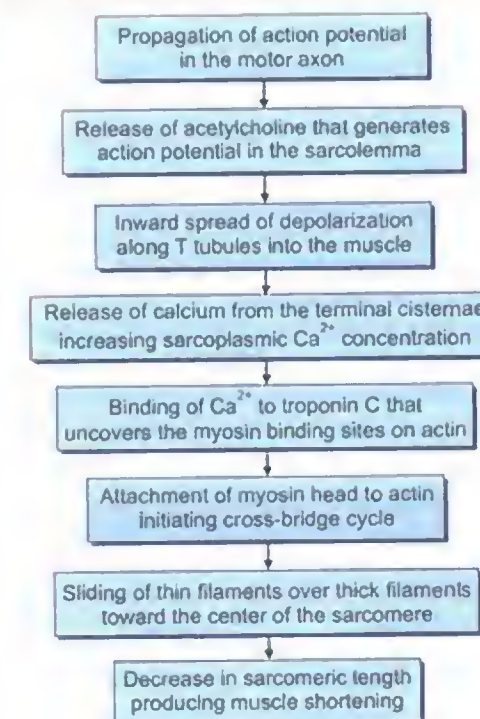 Propagation of action potential
in the motor axon
Release of acetylcholine that generates
action potential in the sarcolemma
Inward spread of depolarization
along T tubules into the muscle
Release of calcium from the terminal cisternae
increasing sarcoplasmic Ca²⁺ concentration
Binding of Ca²⁺ to troponin C that
uncovers the myosin binding sites on actin
Attachment of myosin head to actin
initiating cross-bridge cycle
Sliding of thin filaments over thick filaments
toward the center of the sarcomere
Decrease in sarcomeric length
producing muscle shortening